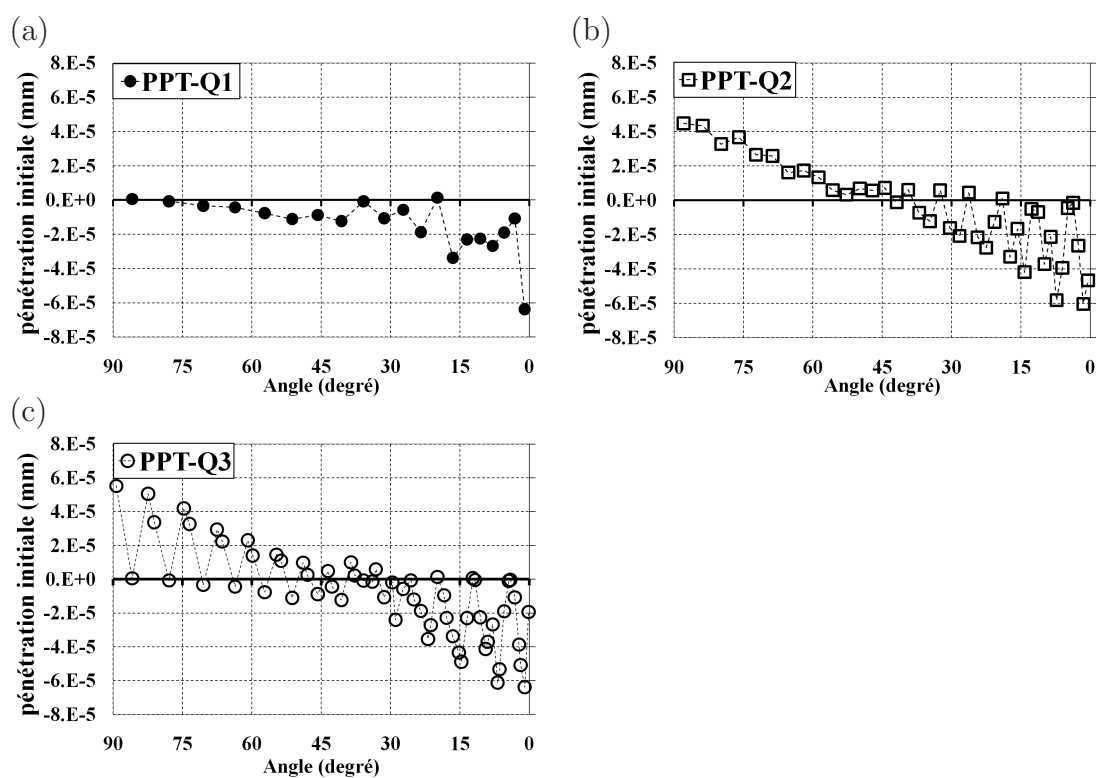 (a)
pénétration initiale (mm)
8.E-5
6.E-5
4.E-5
2.E-5
0.E+0
-2.E-5
-4.E-5
-6.E-5
-8.E-5
PPT-Q1
90 75 60 45 30 15 0
Angle (degré)
(b)
pénétration initiale (mm)
8.E-5
6.E-5
4.E-5
2.E-5
0.E+0
-2.E-5
-4.E-5
-6.E-5
-8.E-5
PPT-Q2
90 75 60 45 30 15 0
Angle (degré)
(c)
pénétration initiale (mm)
8.E-5
6.E-5
4.E-5
2.E-5
0.E+0
-2.E-5
-4.E-5
-6.E-5
-8.E-5
PPT-Q3
90 75 60 45 30 15 0
Angle (degré)